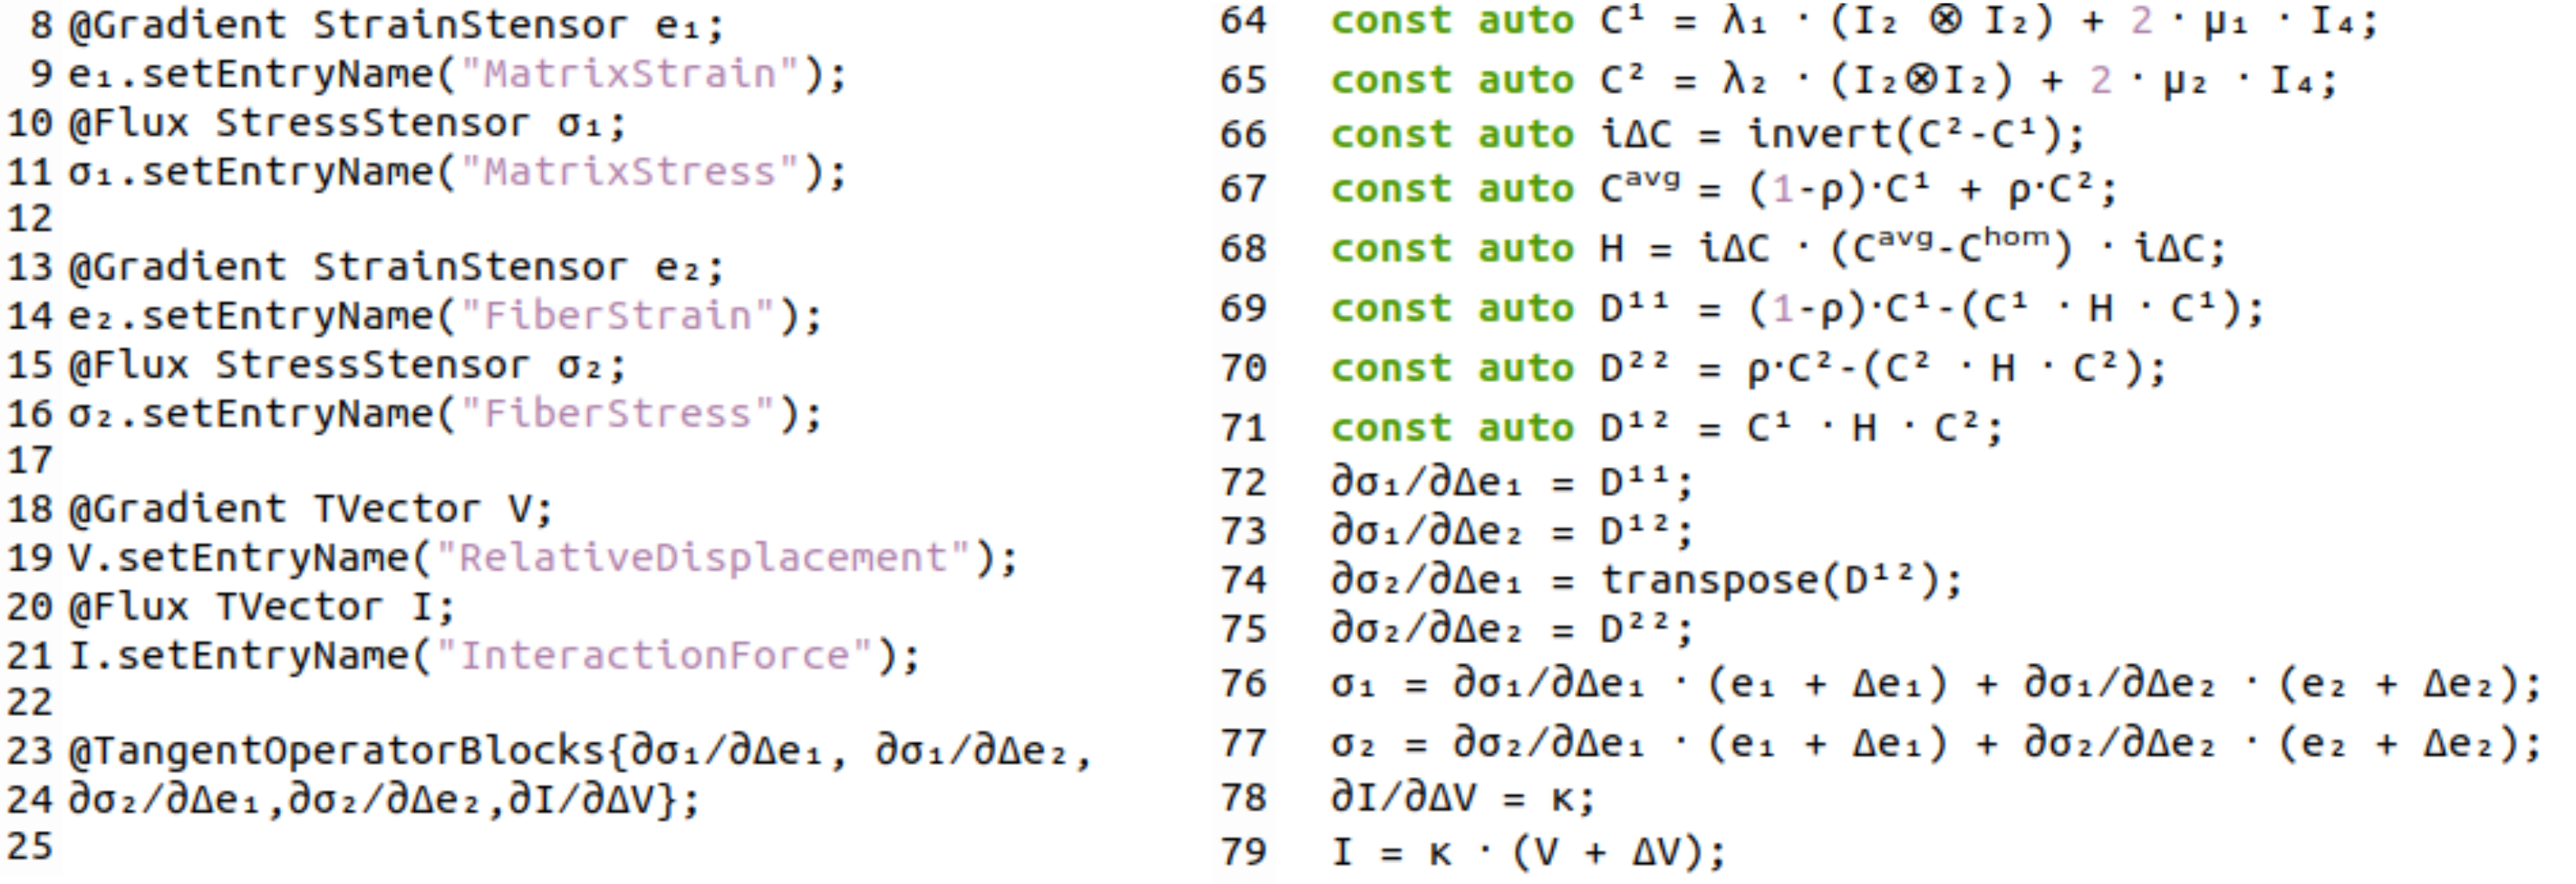 8 @Gradient StrainStensor e₁;
9 e₁.setEntryName("MatrixStrain");
10 @Flux StressStensor σ₁;
11 σ₁.setEntryName("MatrixStress");
12
13 @Gradient StrainStensor e₂;
14 e₂.setEntryName("FiberStrain");
15 @Flux StressStensor σ₂;
16 σ₂.setEntryName("FiberStress");
17
18 @Gradient TVector V;
19 V.setEntryName("RelativeDisplacement");
20 @Flux TVector I;
21 I.setEntryName("InteractionForce");
22
23 @TangentOperatorBlocks{∂σ₁/∂Δe₁, ∂σ₁/∂Δe₂,
24 ∂σ₂/∂Δe₁,∂σ₂/∂Δe₂,∂I/∂ΔV};
25
64 const auto C¹ = λ₁ · (I₂ ⊗ I₂) + 2 · μ₁ · I₄;
65 const auto C² = λ₂ · (I₂⊗I₂) + 2 · μ₂ · I₄;
66 const auto iΔC = invert(C²-C¹);
67 const auto Cᵃᵛᵍ = (1-ρ)·C¹ + ρ·C²;
68 const auto H = iΔC · (Cᵃᵛᵍ-Cʰᵒᵐ) · iΔC;
69 const auto D¹¹ = (1-ρ)·C¹-(C¹ · H · C¹);
70 const auto D²² = ρ·C²-(C² · H · C²);
71 const auto D¹² = C¹ · H · C²;
72 ∂σ₁/∂Δe₁ = D¹¹;
73 ∂σ₁/∂Δe₂ = D¹²;
74 ∂σ₂/∂Δe₁ = transpose(D¹²);
75 ∂σ₂/∂Δe₂ = D²²;
76 σ₁ = ∂σ₁/∂Δe₁ · (e₁ + Δe₁) + ∂σ₁/∂Δe₂ · (e₂ + Δe₂);
77 σ₂ = ∂σ₂/∂Δe₁ · (e₁ + Δe₁) + ∂σ₂/∂Δe₂ · (e₂ + Δe₂);
78 ∂I/∂ΔV = κ;
79 I = κ · (V + ΔV);